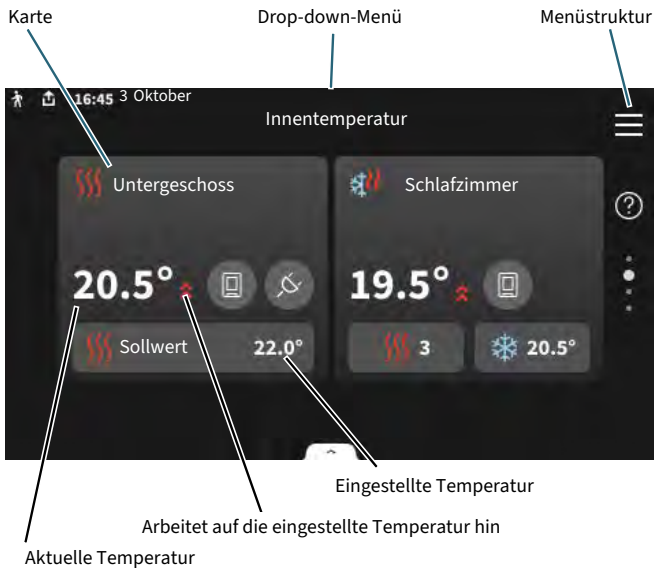 Karte
Drop-down-Menü
Menüstruktur
16:45 3 Oktober
Innentemperatur
Untergeschoss
Schlafzimmer
20.5°
19.5°
Sollwert 22.0°
3
20.5°
Eingestellte Temperatur
Arbeitet auf die eingestellte Temperatur hin
Aktuelle Temperatur